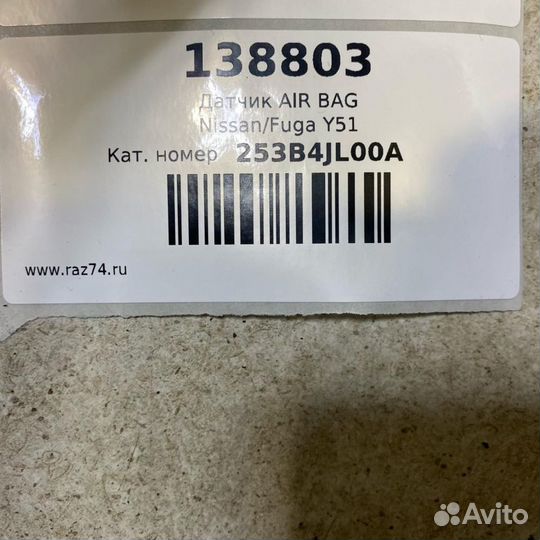 138803
Датчик AIR BAG
Nissan/Fuga Y51
Кат. номер 253B4JL00A
www.raz74.ru
Avito